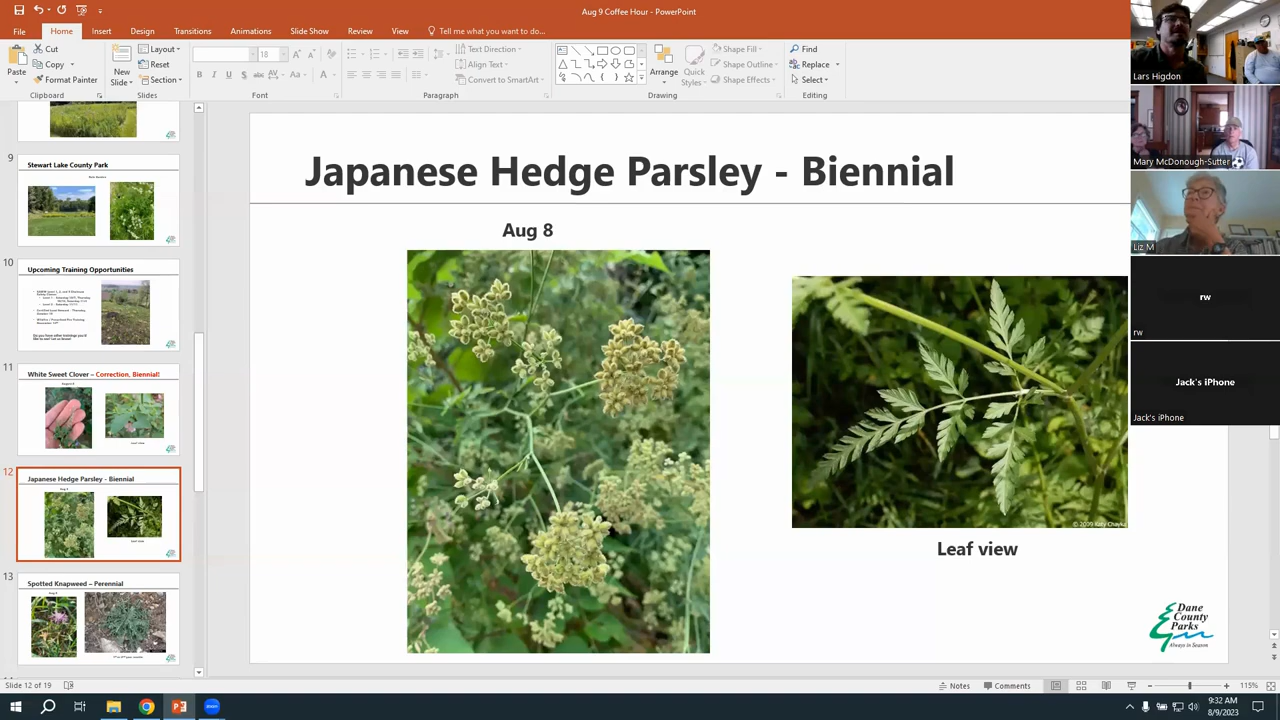 Aug 9 Coffee Hour - PowerPoint
File
Home
Insert
Design
Transitions
Animations
Slide Show
Review
View
Tell me what you want to do...
Paste
Cut
Copy
Format Painter
Clipboard
New
Slide
Layout
Reset
Section
Slides
18
Font
Text Direction
Align Text
Convert to SmartArt
Paragraph
Arrange
Quick
Styles
Shape Fill
Shape Outline
Shape Effects
Drawing
Find
Replace
Select
Editing
Lars Higdon
Mary McDonough-Sutter
Liz M
rw
rw
Jack's iPhone
Jack's iPhone
9
Stewart Lake County Park
10
Upcoming Training Opportunities
11
White Sweet Clover – Correction, Biennial!
12
Japanese Hedge Parsley - Biennial
13
Spotted Knapweed – Perennial
Japanese Hedge Parsley - Biennial
Aug 8
© 2009 Katy Chayka
Leaf view
Dane
County
Parks
Always in Season
Slide 12 of 19
Notes
Comments
115%
9:32 AM
8/9/2023